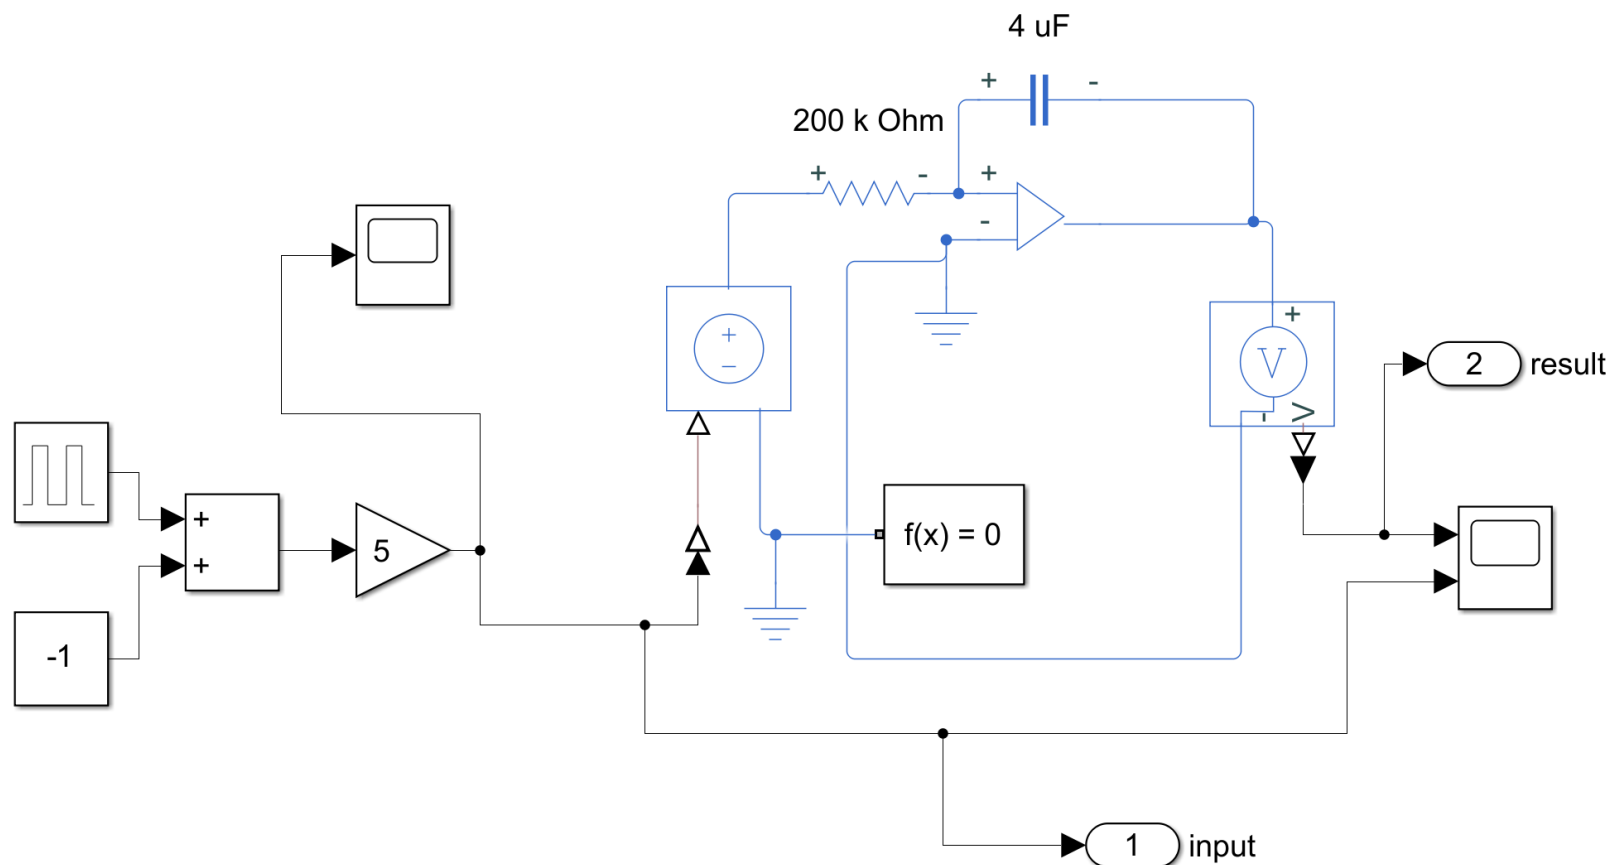 4 uF
+
-
200 k Ohm
+
-
+
-
+
-
+
V
-
V
2
result
+
+
5
-1
f(x) = 0
1
input